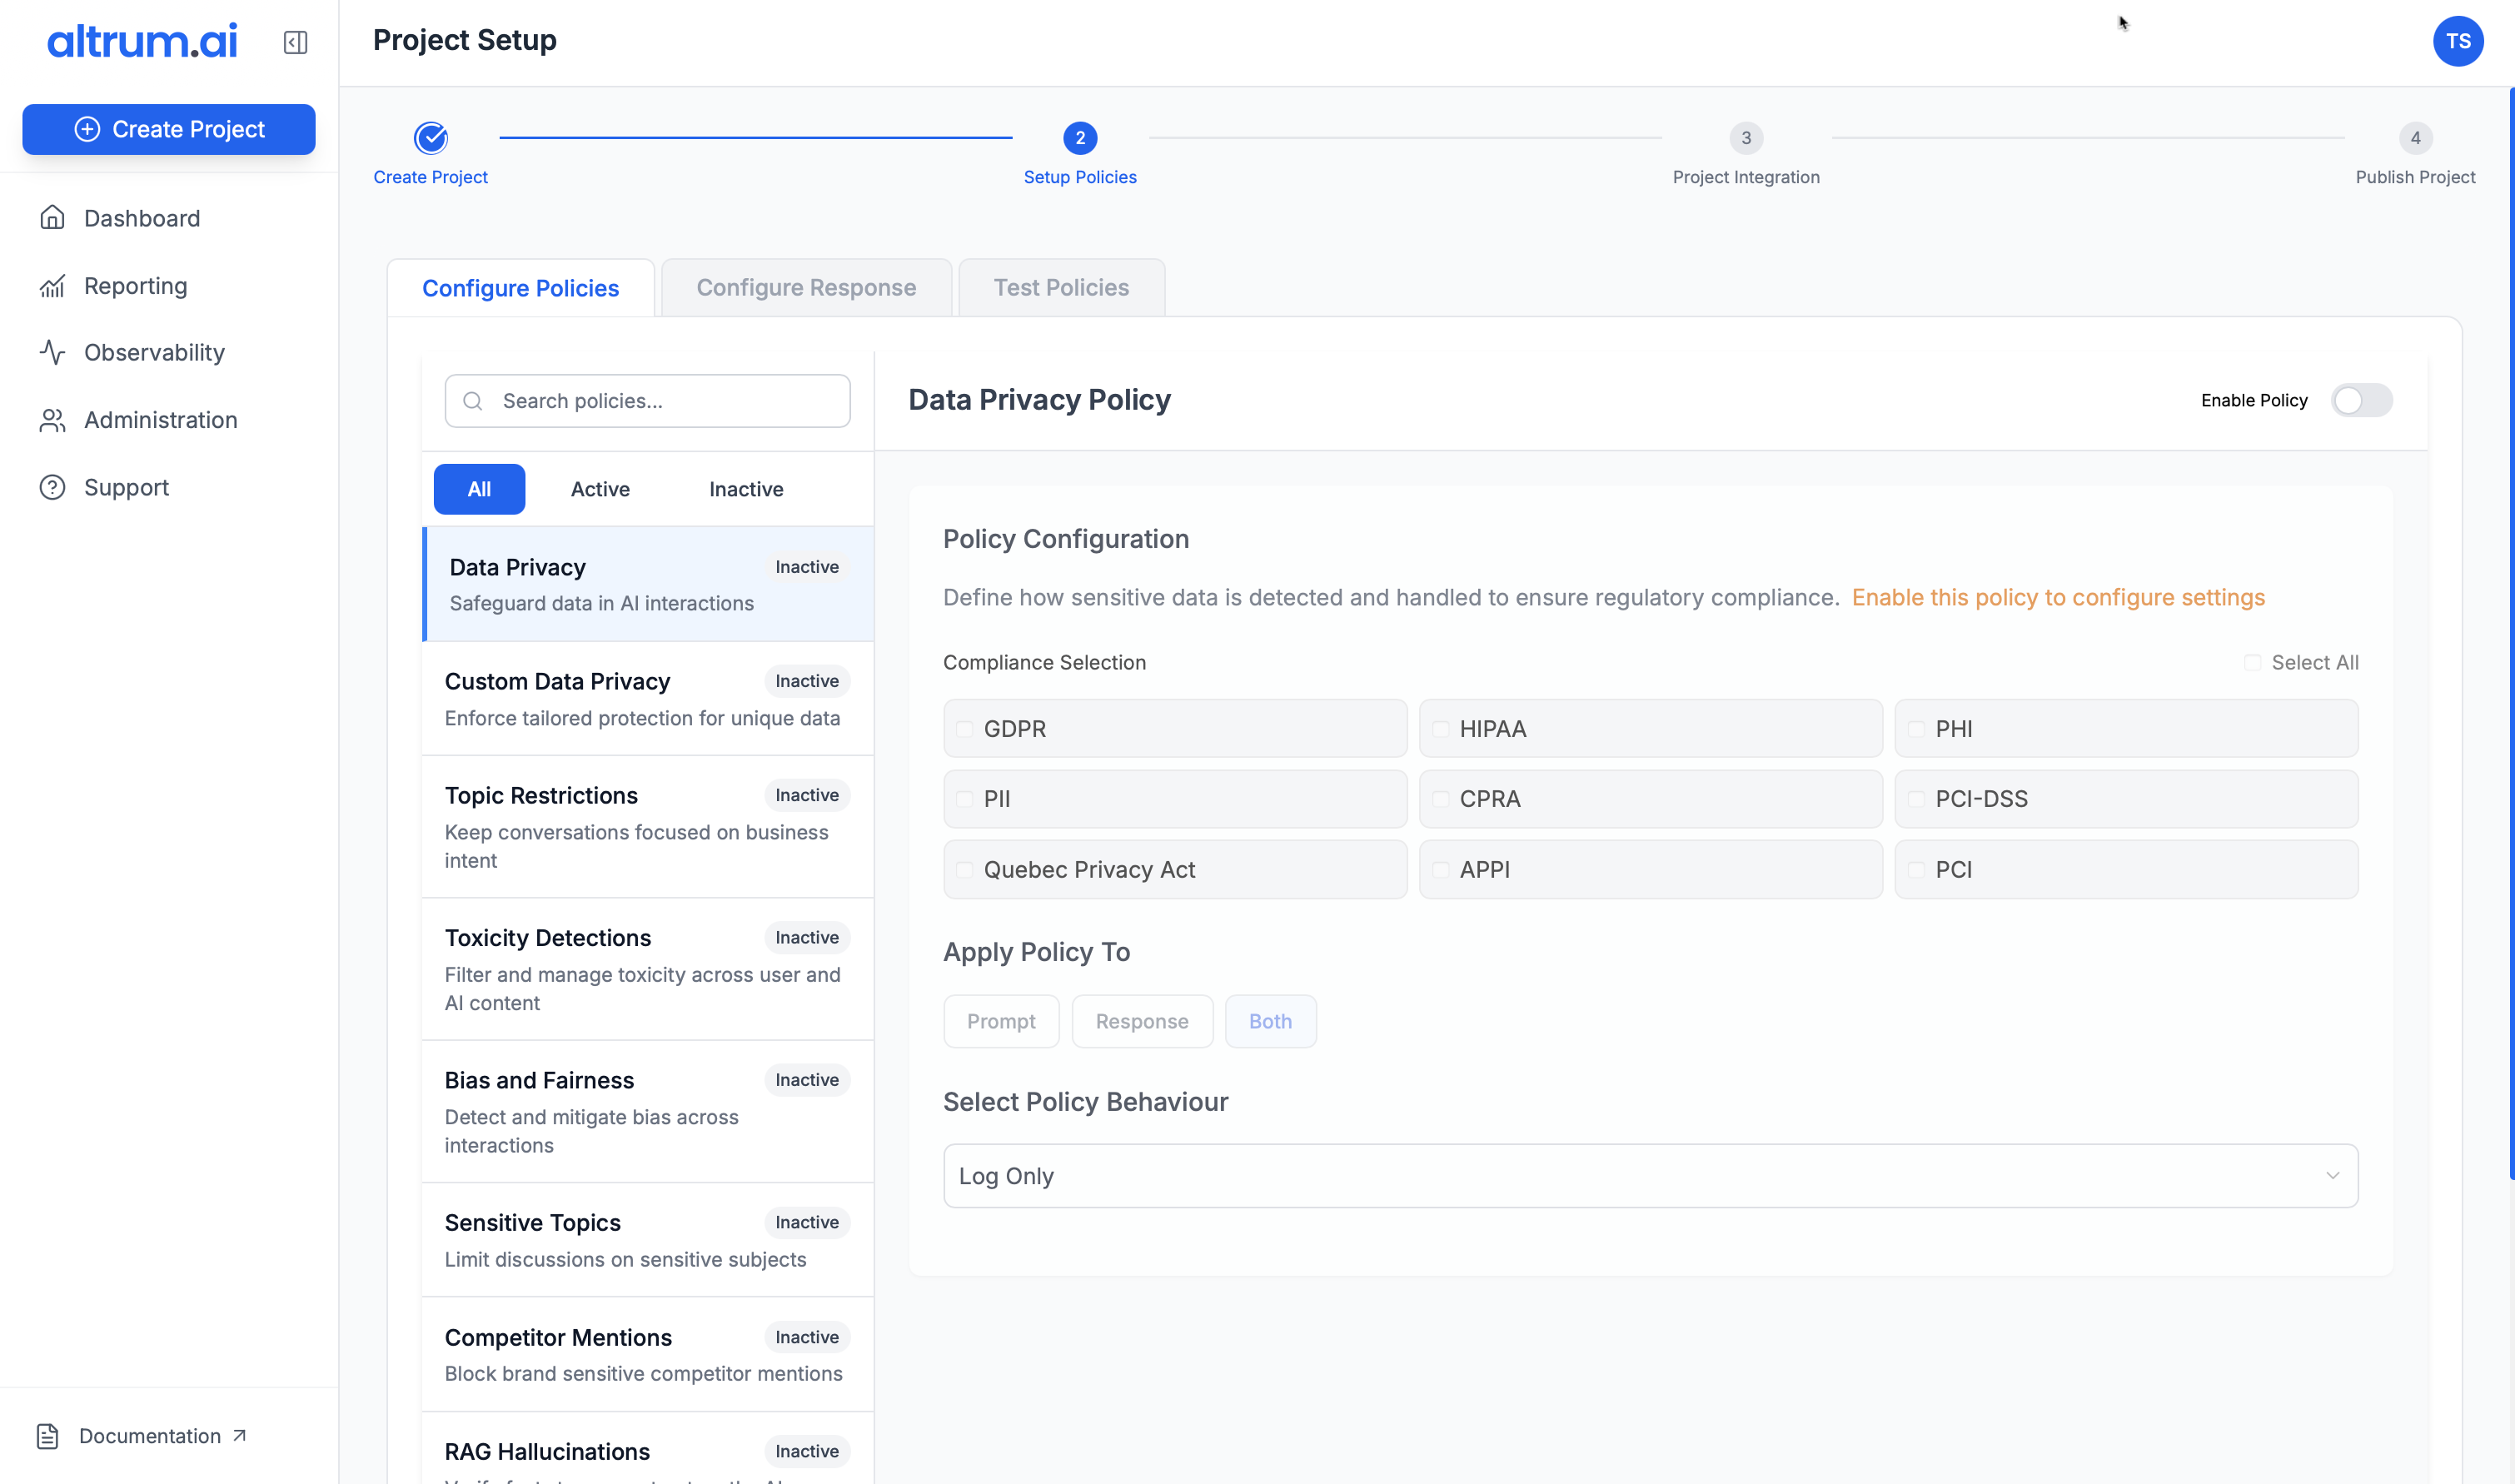 altrum.ai
Create Project
Dashboard
Reporting
Observability
Administration
Support
Documentation
Project Setup
TS
Create Project
2
Setup Policies
3
Project Integration
4
Publish Project
Configure Policies
Configure Response
Test Policies
Search policies...
All
Active
Inactive
Data Privacy
Inactive
Safeguard data in AI interactions
Custom Data Privacy
Inactive
Enforce tailored protection for unique data
Topic Restrictions
Inactive
Keep conversations focused on business
intent
Toxicity Detections
Inactive
Filter and manage toxicity across user and
AI content
Bias and Fairness
Inactive
Detect and mitigate bias across
interactions
Sensitive Topics
Inactive
Limit discussions on sensitive subjects
Competitor Mentions
Inactive
Block brand sensitive competitor mentions
RAG Hallucinations
Inactive
Data Privacy Policy
Enable Policy
Policy Configuration
Define how sensitive data is detected and handled to ensure regulatory compliance. Enable this policy to configure settings
Compliance Selection
Select All
GDPR
HIPAA
PHI
PII
CPRA
PCI-DSS
Quebec Privacy Act
APPI
PCI
Apply Policy To
Prompt
Response
Both
Select Policy Behaviour
Log Only